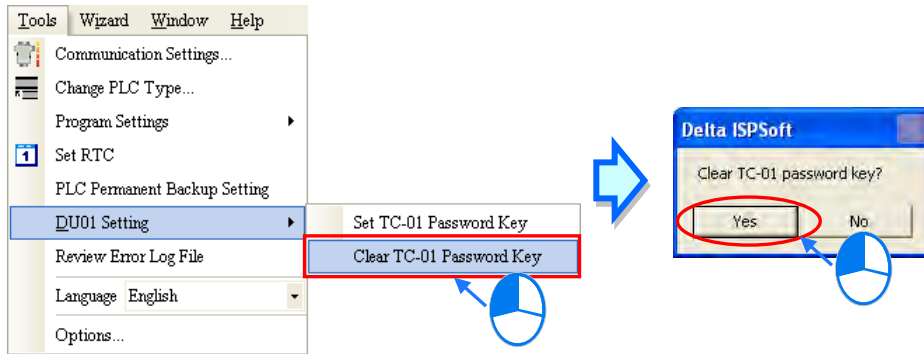 Tools Wizard Window Help
Communication Settings...
Change PLC Type...
Program Settings
1 Set RTC
PLC Permanent Backup Setting
DU01 Setting
Set TC-01 Password Key
Clear TC-01 Password Key
Review Error Log File
Language English
Options...
Delta ISPSoft
Clear TC-01 password key?
Yes No